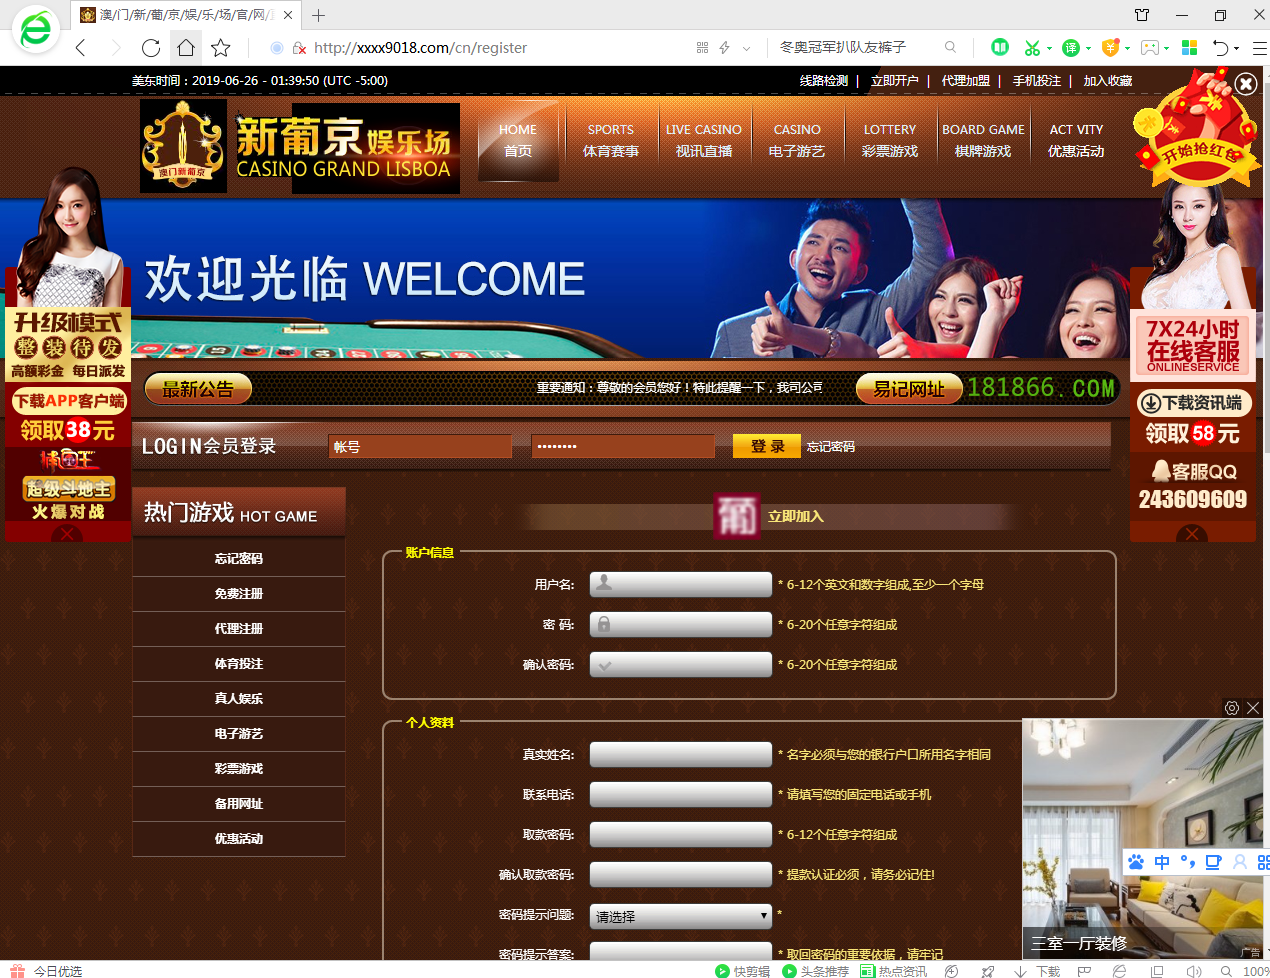 澳/门/新/葡/京/娱/乐/场/官/网/
http://xxxx9018.com/cn/register
冬奥冠军扒队友裤子
译
美东时间：2019-06-26 - 01:39:50 (UTC -5:00)
线路检测 | 立即开户 | 代理加盟 | 手机投注 | 加入收藏
澳门新葡京
新葡京娱乐场
CASINO GRAND LISBOA
HOME
首页
SPORTS
体育赛事
LIVE CASINO
视讯直播
CASINO
电子游艺
LOTTERY
彩票游戏
BOARD GAME
棋牌游戏
ACT VITY
优惠活动
开始抢红包
欢迎光临 WELCOME
升级模式
整装待发
高额彩金 每日派发
下载APP客户端
领取38元
超级斗地主
火爆对战
7X24小时
在线客服
ONLINESERVICE
下载资讯端
领取58元
客服QQ
243609609
最新公告
重要通知：尊敬的会员您好！特此提醒一下，我司公司
易记网址
181866.COM
LOGIN会员登录
帐号
••••••••
登 录
忘记密码
热门游戏 HOT GAME
忘记密码
免费注册
代理注册
体育投注
真人娱乐
电子游艺
彩票游戏
备用网址
优惠活动
葡
立即加入
账户信息
用户名:
* 6-12个英文和数字组成,至少一个字母
密 码:
* 6-20个任意字符组成
确认密码:
* 6-20个任意字符组成
个人资料
真实姓名:
* 名字必须与您的银行户口所用名字相同
联系电话:
* 请填写您的固定电话或手机
取款密码:
* 6-12个任意字符组成
确认取款密码:
* 提款认证必须，请务必记住!
密码提示问题:
请选择
*
密码提示答案:
* 取回密码的重要依据，请牢记
中
三室一厅装修
广告
今日优选
快剪辑
头条推荐
热点资讯
下载
100%